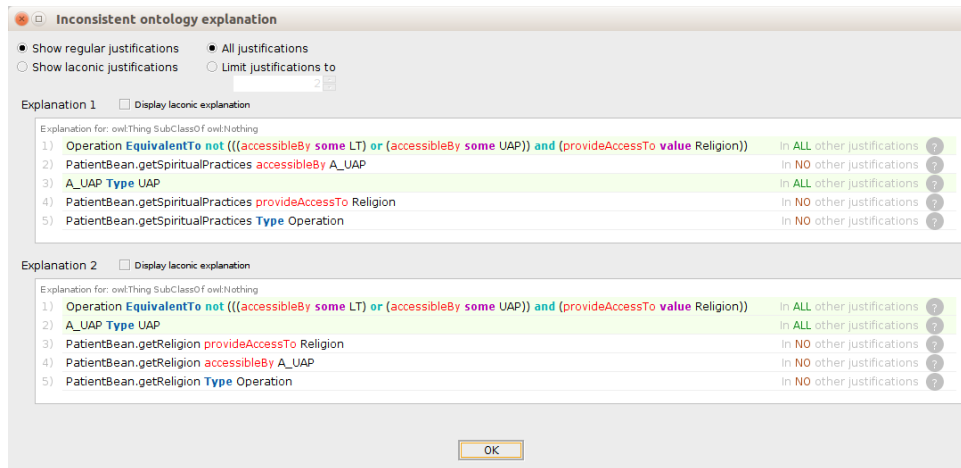 Inconsistent ontology explanation
Show regular justifications All justifications
Show laconic justifications Limit justifications to
2
Explanation 1 Display laconic explanation
Explanation for: owl:Thing SubClassOf owl:Nothing
1) Operation EquivalentTo not (((accessibleBy some LT) or (accessibleBy some UAP)) and (provideAccessTo value Religion)) In ALL other justifications ?
2) PatientBean.getSpiritualPractices accessibleBy A_UAP In NO other justifications ?
3) A_UAP Type UAP In ALL other justifications ?
4) PatientBean.getSpiritualPractices provideAccessTo Religion In NO other justifications ?
5) PatientBean.getSpiritualPractices Type Operation In NO other justifications ?
Explanation 2 Display laconic explanation
Explanation for: owl:Thing SubClassOf owl:Nothing
1) Operation EquivalentTo not (((accessibleBy some LT) or (accessibleBy some UAP)) and (provideAccessTo value Religion)) In ALL other justifications ?
2) A_UAP Type UAP In ALL other justifications ?
3) PatientBean.getReligion provideAccessTo Religion In NO other justifications ?
4) PatientBean.getReligion accessibleBy A_UAP In NO other justifications ?
5) PatientBean.getReligion Type Operation In NO other justifications ?
OK